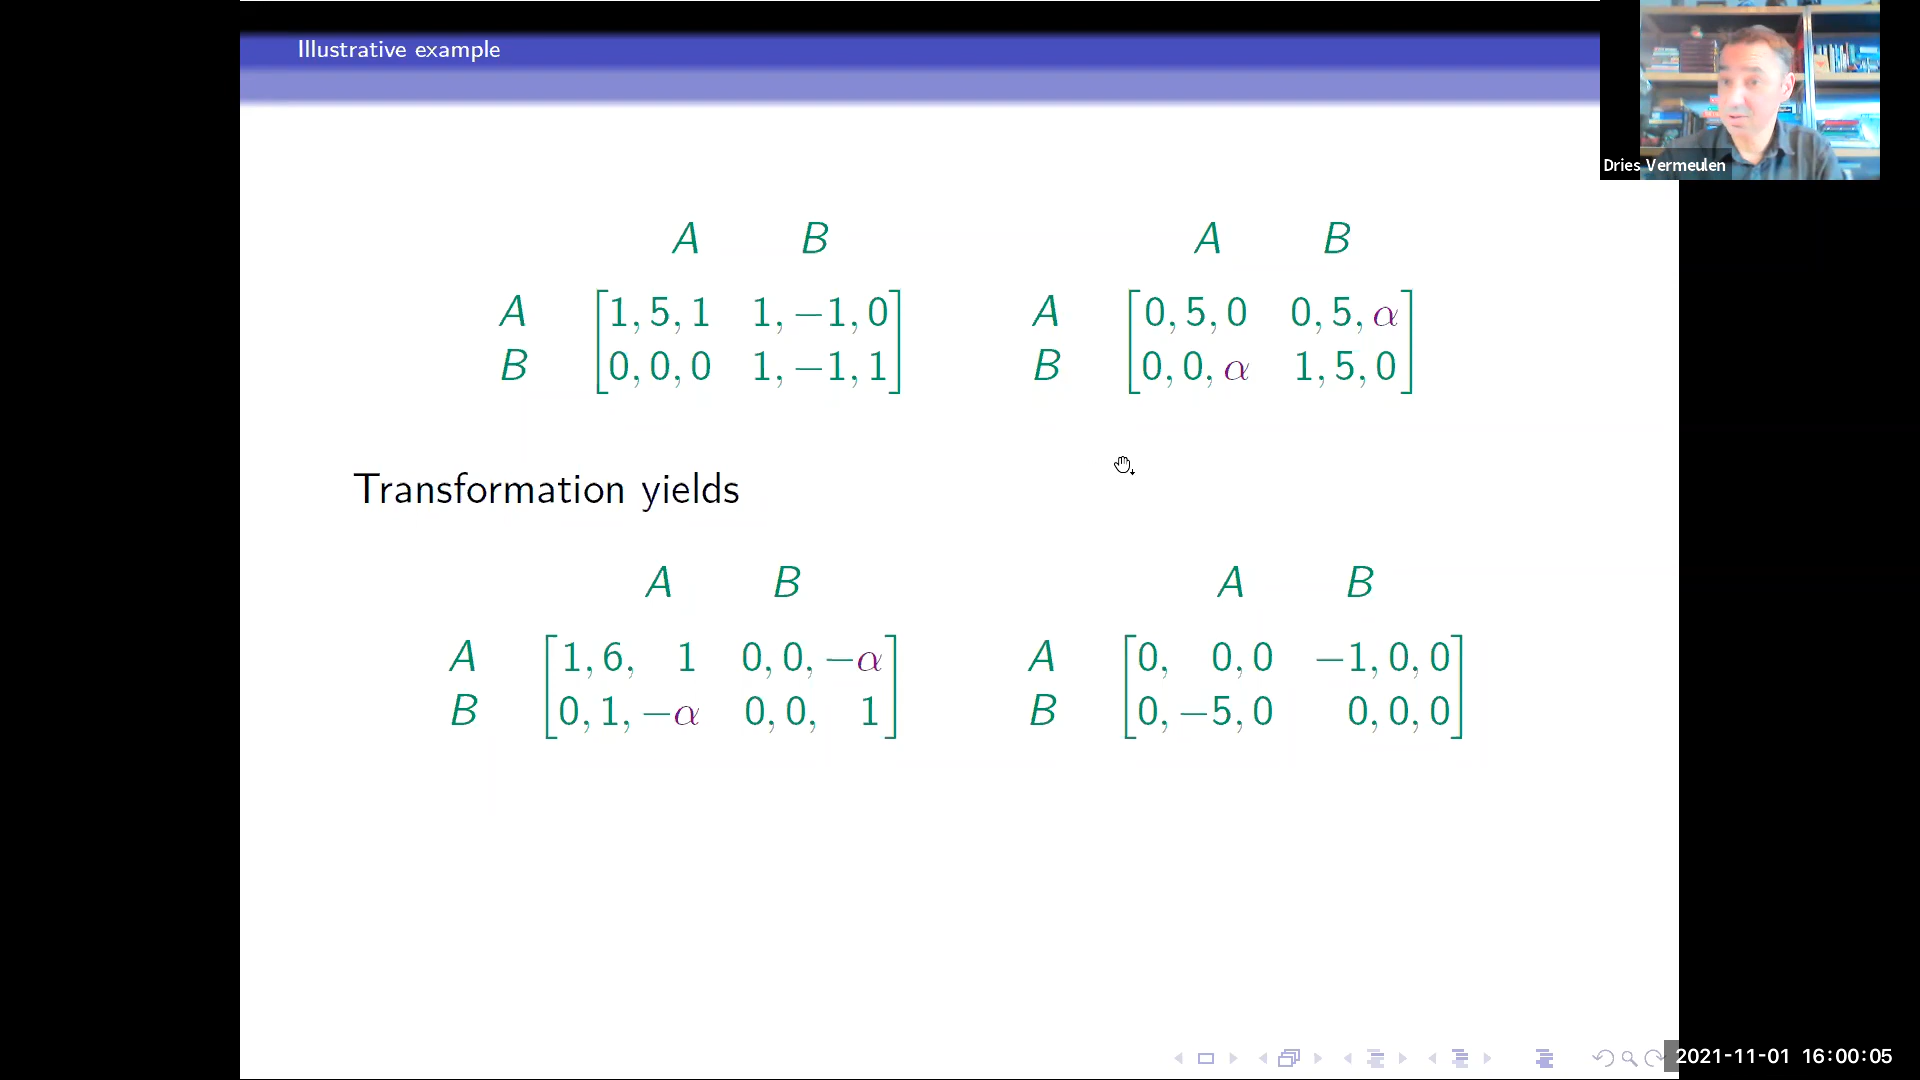 Illustrative example
Dries Vermeulen
A B A B
A [1, 5, 1 1, −1, 0] A [0, 5, 0 0, 5, α]
B [0, 0, 0 1, −1, 1] B [0, 0, α 1, 5, 0]
Transformation yields
A B A B
A [1, 6, 1 0, 0, −α] A [0, 0, 0 −1, 0, 0]
B [0, 1, −α 0, 0, 1] B [0, −5, 0 0, 0, 0]
2021-11-01 16:00:05